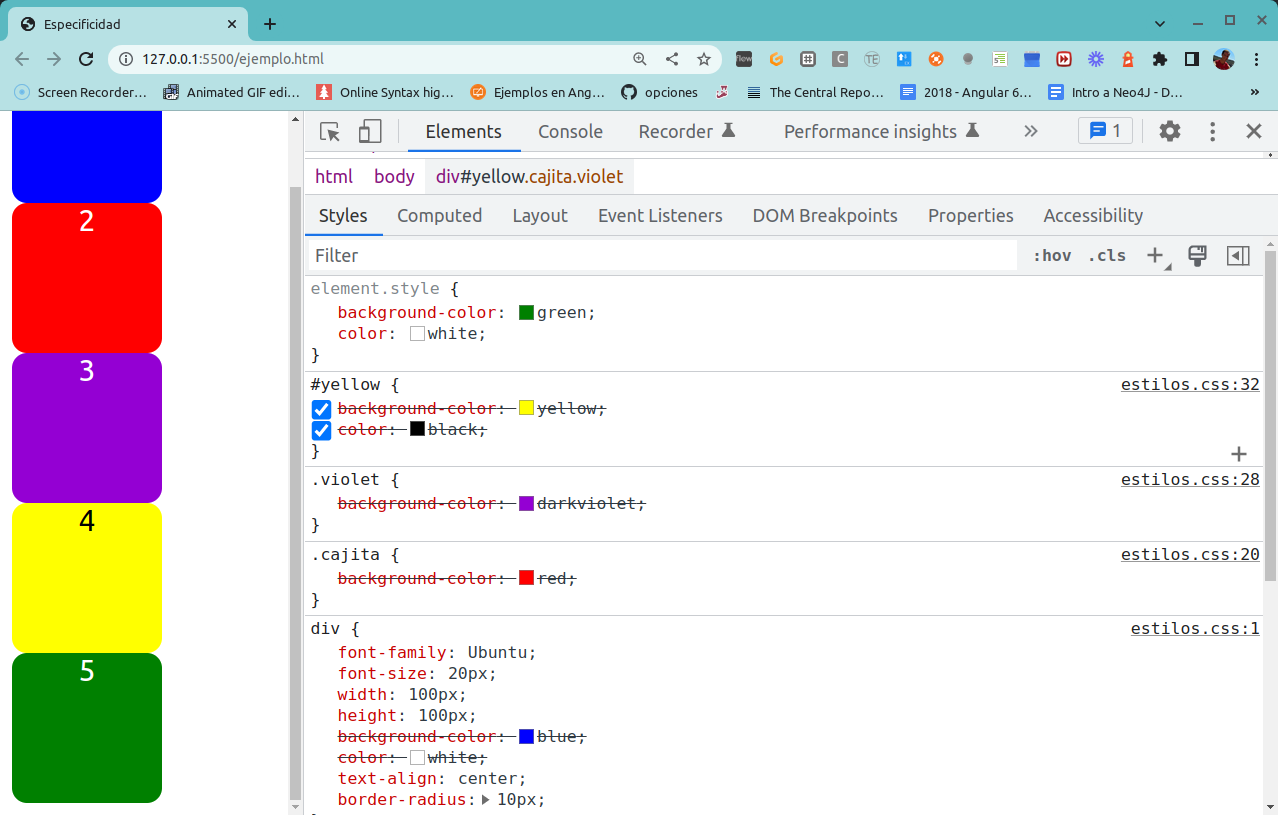 Especificidad
127.0.0.1:5500/ejemplo.html
flow
C
TE
Screen Recorder…
Animated GIF edi…
Online Syntax hig…
Ejemplos en Ang…
opciones
The Central Repo…
2018 - Angular 6…
Intro a Neo4J - D…
»
Elements
Console
Recorder
Performance insights
»
1
html
body
div#yellow.cajita.violet
Styles
Computed
Layout
Event Listeners
DOM Breakpoints
Properties
Accessibility
Filter
:hov
.cls
element.style {
background-color: green;
color: white;
}
#yellow {
estilos.css:32
background-color: yellow;
color: black;
}
.violet {
estilos.css:28
background-color: darkviolet;
}
.cajita {
estilos.css:20
background-color: red;
}
div {
estilos.css:1
font-family: Ubuntu;
font-size: 20px;
width: 100px;
height: 100px;
background-color: blue;
color: white;
text-align: center;
border-radius: 10px;
2
3
4
5